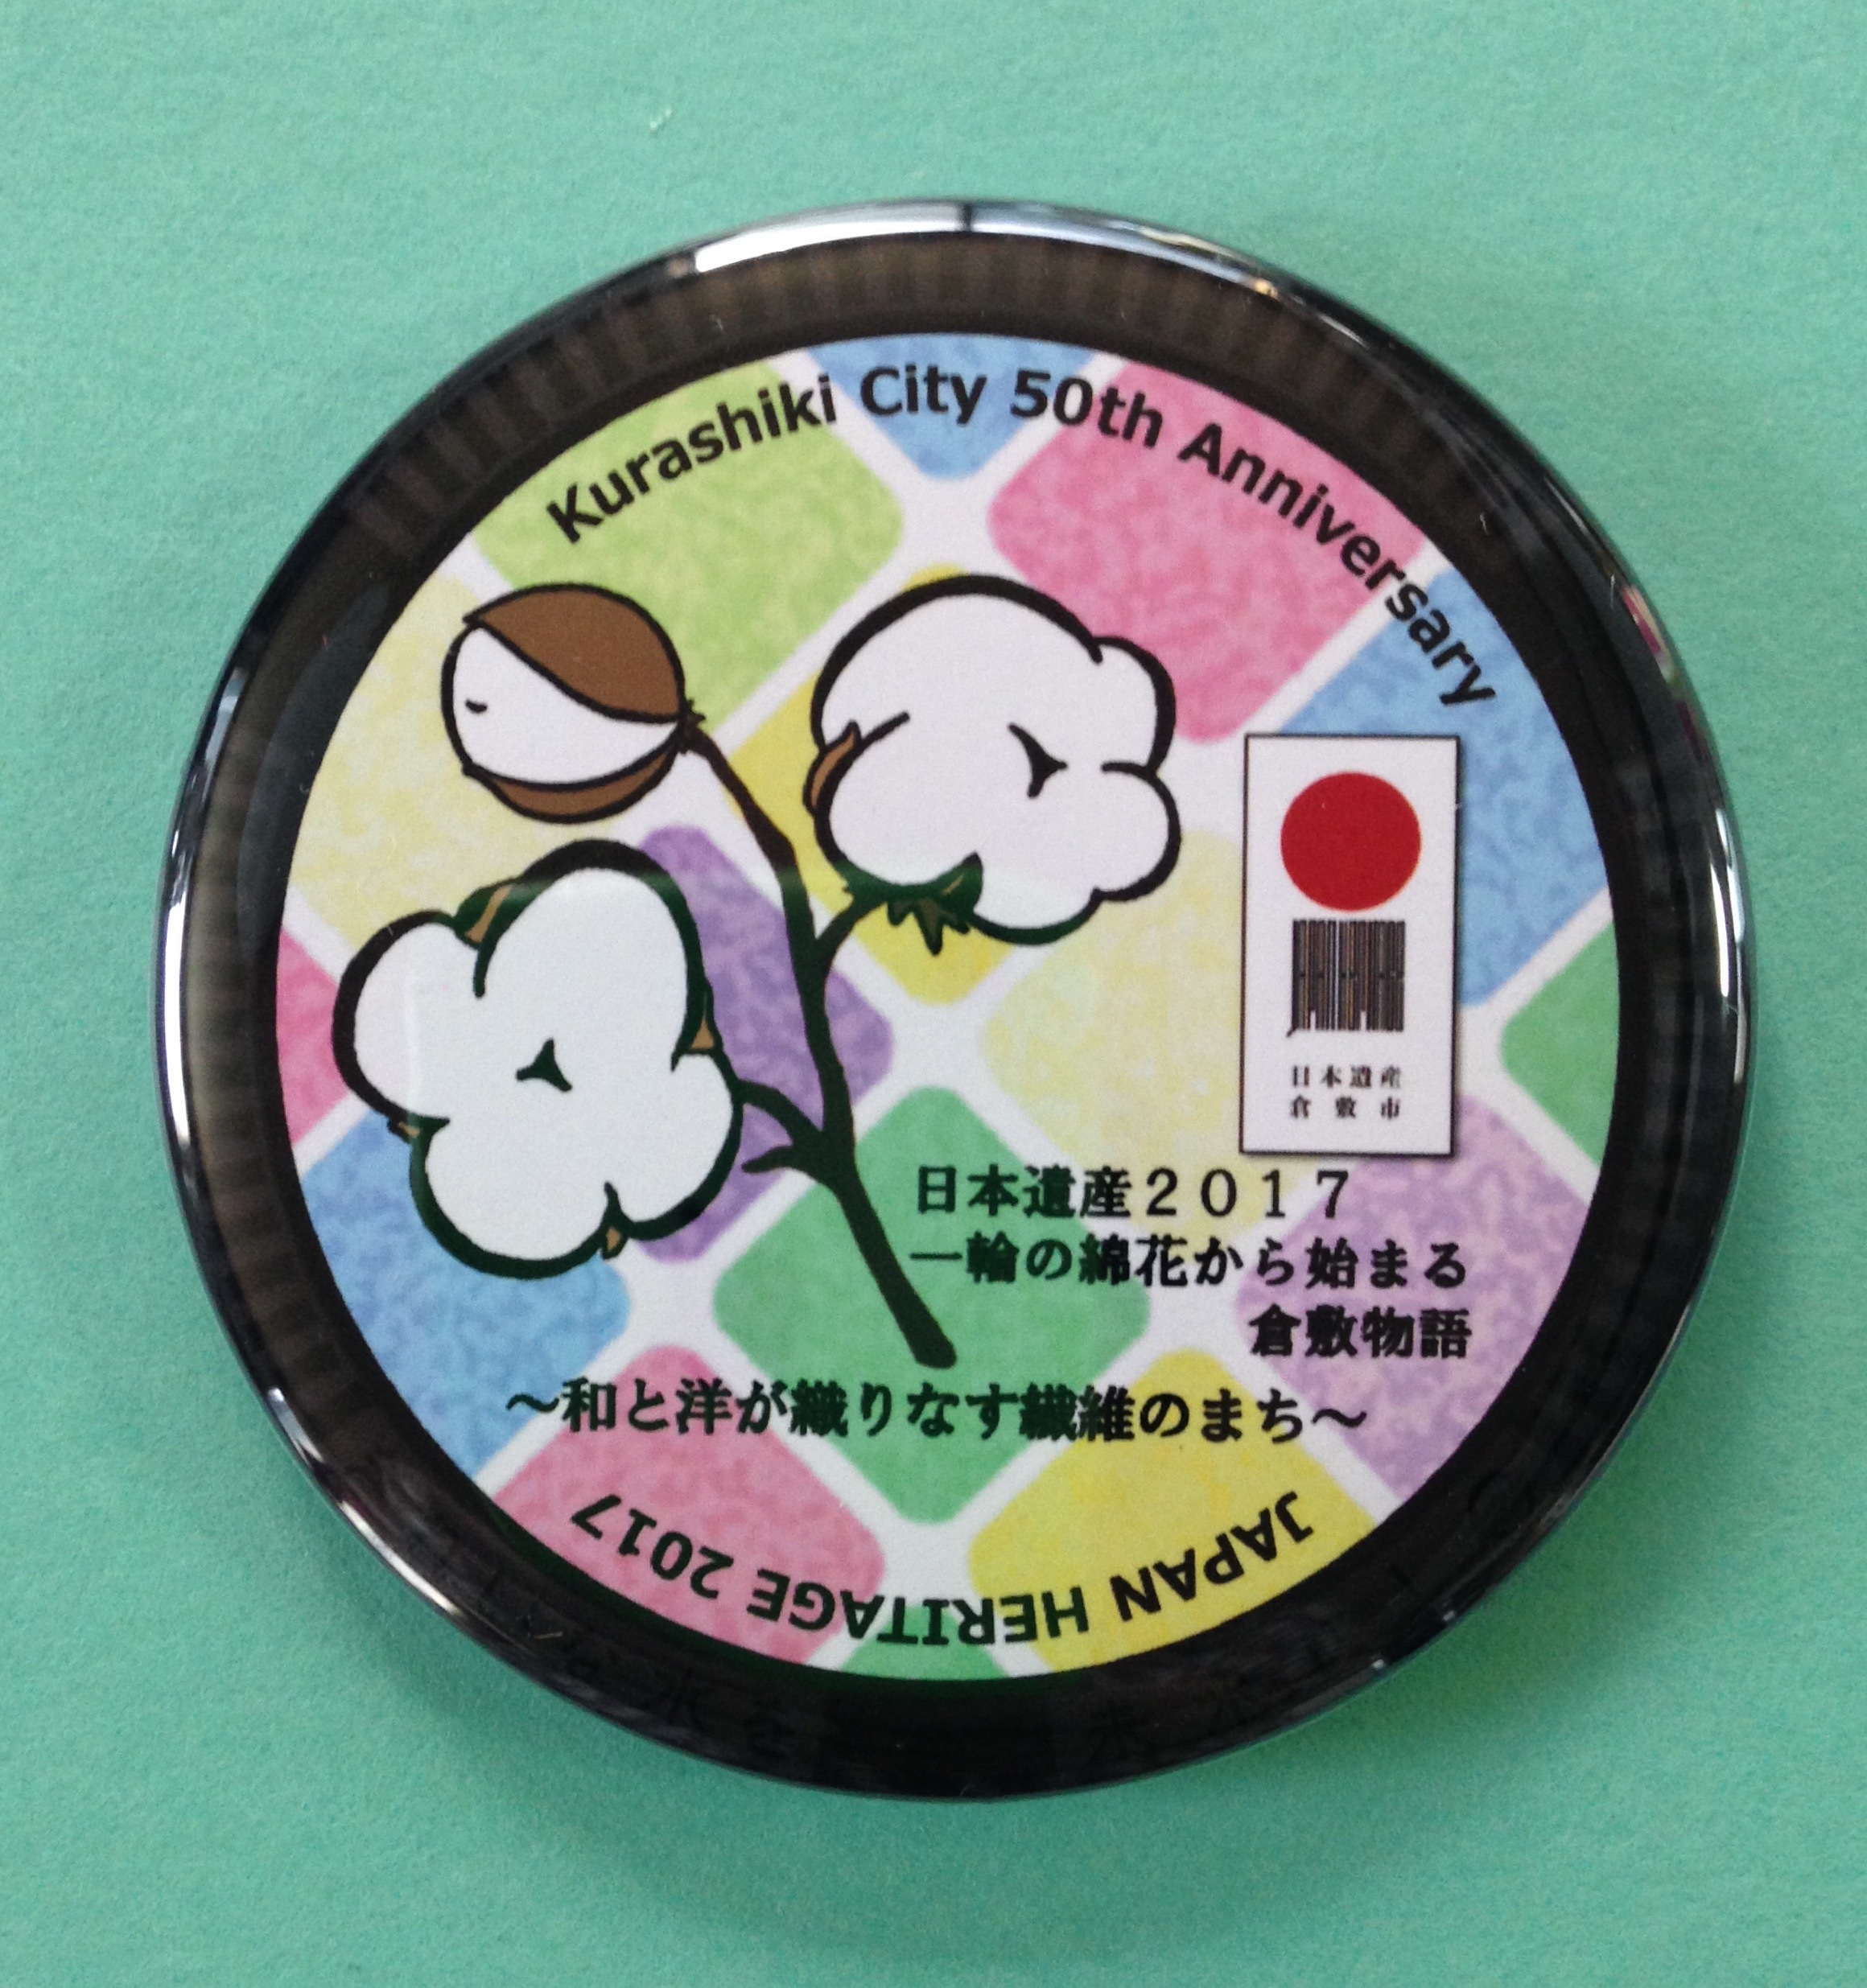 Kurashiki City 50th Anniversary
日本遺産
倉敷市
日本遺産2017
一輪の綿花から始まる
倉敷物語
～和と洋が織りなす繊維のまち～
JAPAN HERITAGE 2017